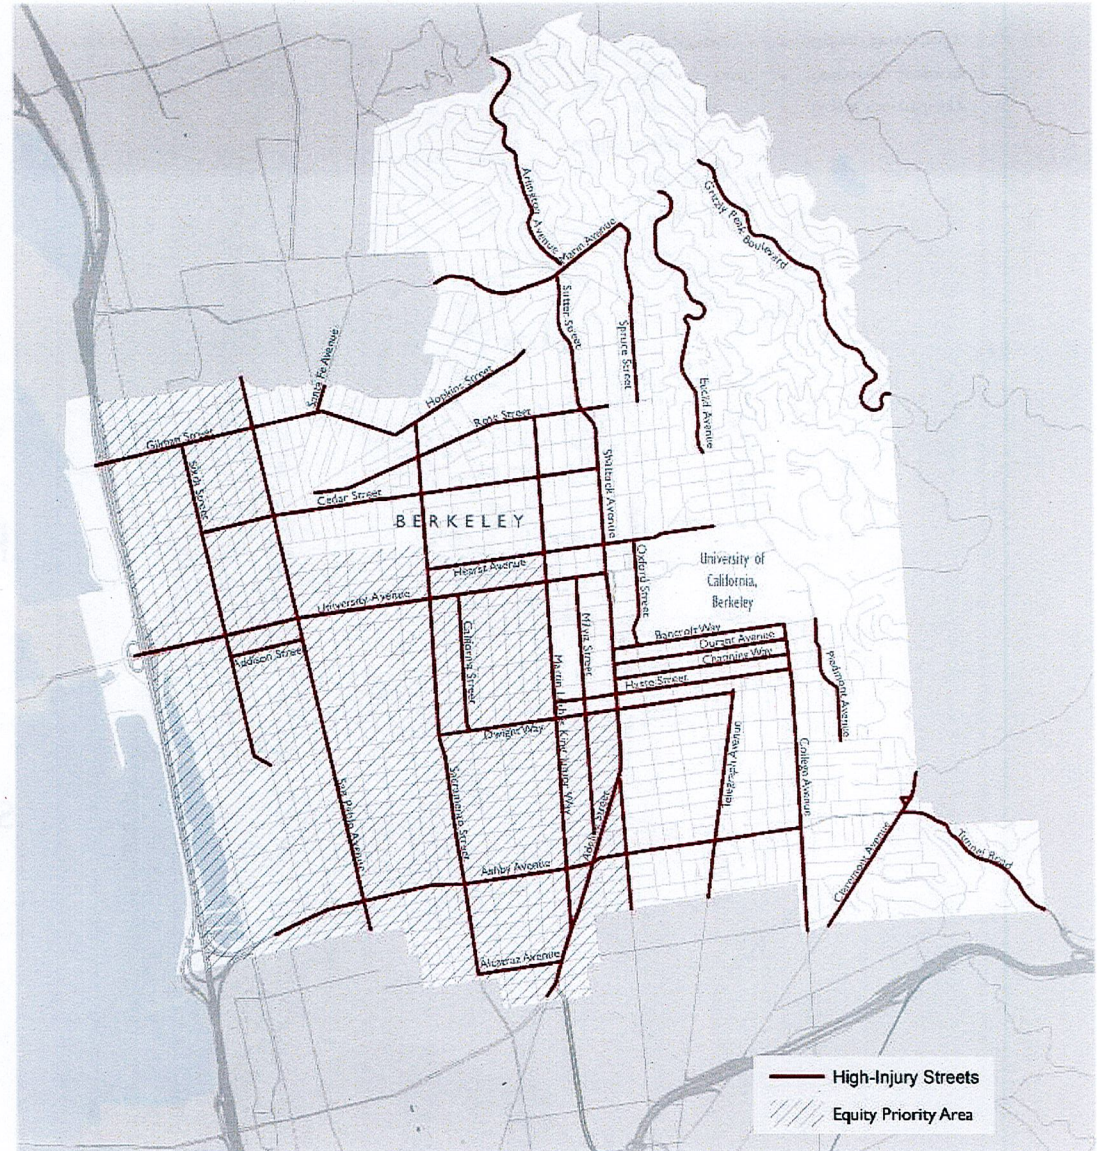 Arlington Avenue
Grizzly Peak Boulevard
Marin Avenue
Sutter Street
Spruce Street
Santa Fe Avenue
Hopkins Street
Euclid Avenue
Rose Street
Gilman Street
Sixth Street
Cedar Street
Shattuck Avenue
BERKELEY
University of
California,
Berkeley
Hearst Avenue
Oxford Street
University Avenue
California Street
Milvia Street
Bancroft Way
Durant Avenue
Channing Way
Haste Street
Addison Street
Piedmont Avenue
Martin Luther King Junior Way
Dwight Way
Telegraph Avenue
College Avenue
San Pablo Avenue
Sacramento Street
Adeline Street
Ashby Avenue
Claremont Avenue
Tunnel Road
Alcatraz Avenue
High-Injury Streets
Equity Priority Area